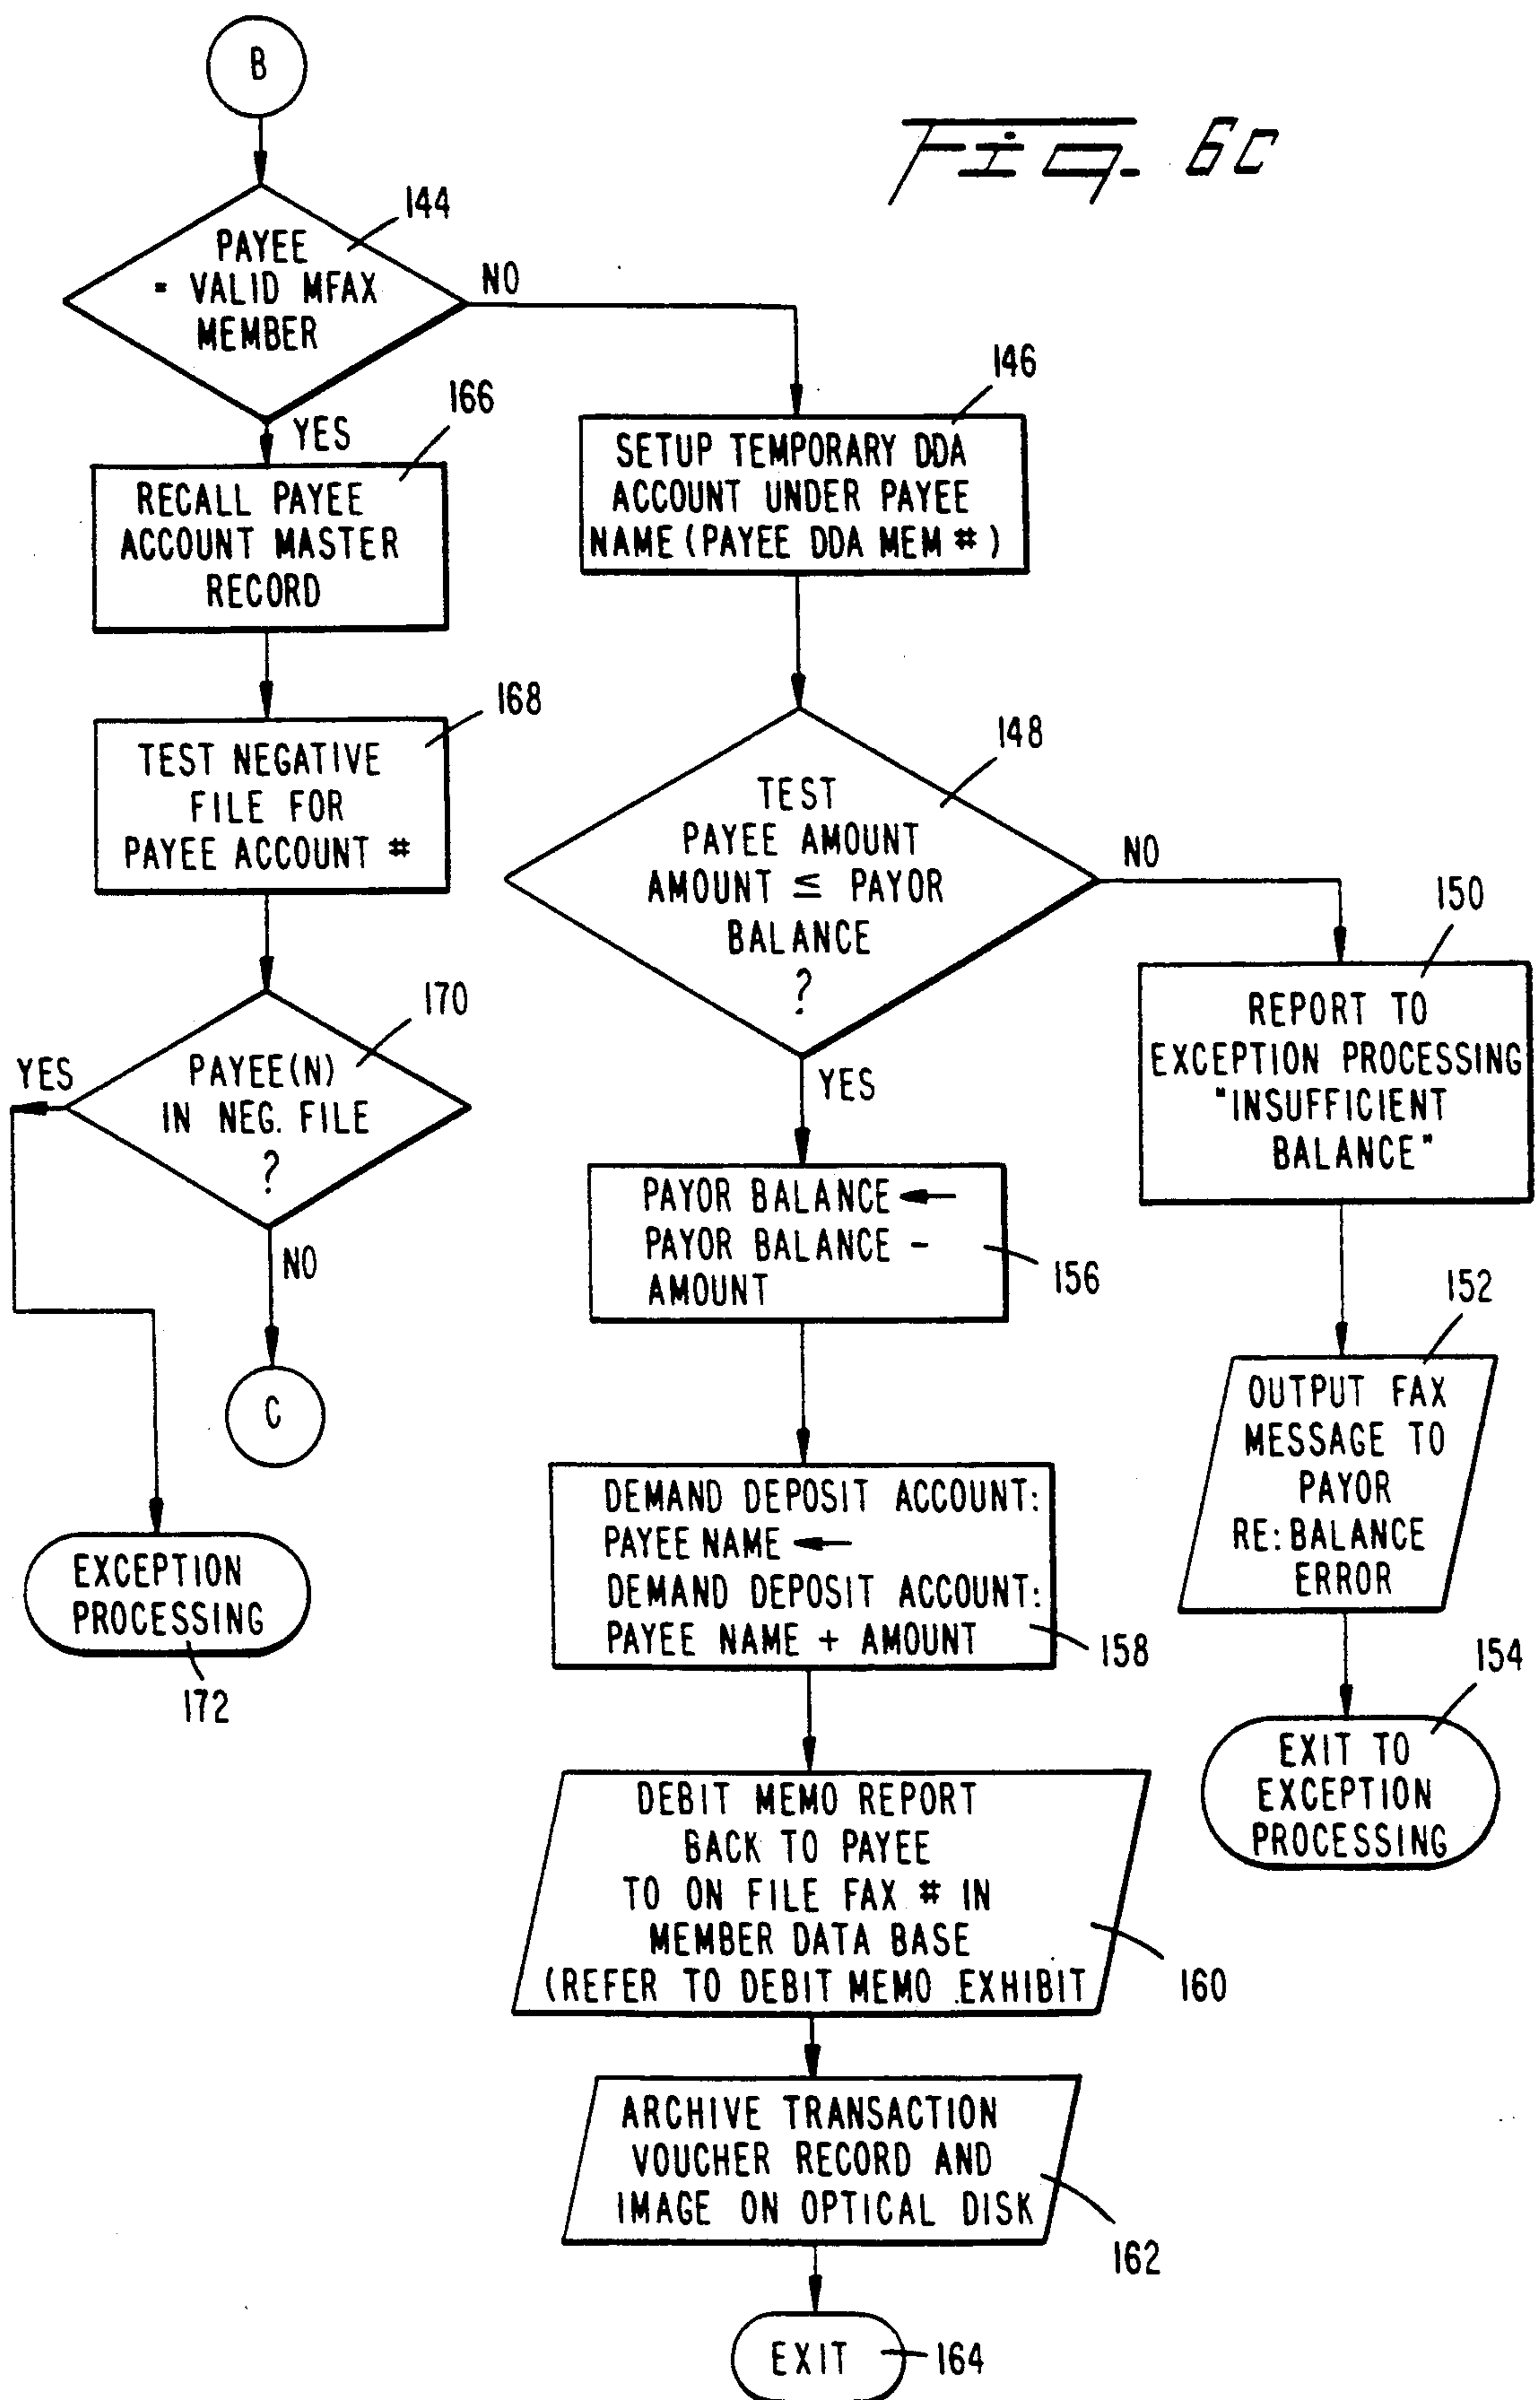 B
Fig. 6c
144
PAYEE
= VALID MFAX
MEMBER
NO
YES
166
RECALL PAYEE
ACCOUNT MASTER
RECORD
168
TEST NEGATIVE
FILE FOR
PAYEE ACCOUNT #
170
YES
PAYEE(N)
IN NEG. FILE
?
NO
C
EXCEPTION
PROCESSING
172
146
SETUP TEMPORARY DDA
ACCOUNT UNDER PAYEE
NAME (PAYEE DDA MEM #)
148
TEST
PAYEE AMOUNT
AMOUNT ≤ PAYOR
BALANCE
?
NO
YES
150
REPORT TO
EXCEPTION PROCESSING
"INSUFFICIENT
BALANCE"
152
OUTPUT FAX
MESSAGE TO
PAYOR
RE: BALANCE
ERROR
154
EXIT TO
EXCEPTION
PROCESSING
PAYOR BALANCE ←
PAYOR BALANCE -
AMOUNT
156
DEMAND DEPOSIT ACCOUNT:
PAYEE NAME ←
DEMAND DEPOSIT ACCOUNT:
PAYEE NAME + AMOUNT
158
DEBIT MEMO REPORT
BACK TO PAYEE
TO ON FILE FAX # IN
MEMBER DATA BASE
(REFER TO DEBIT MEMO EXHIBIT
160
ARCHIVE TRANSACTION
VOUCHER RECORD AND
IMAGE ON OPTICAL DISK
162
EXIT
164